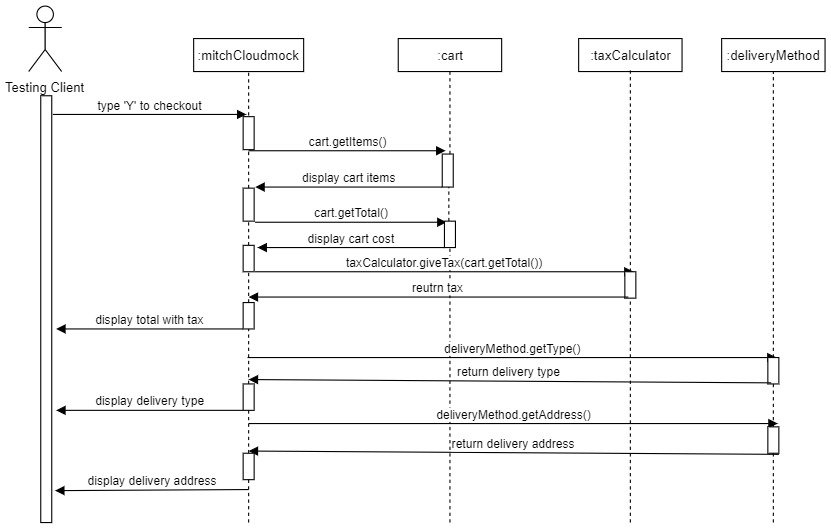 :mitchCloudmock
:cart
:taxCalculator
:deliveryMethod
Testing Client
type 'Y' to checkout
cart.getItems()
display cart items
cart.getTotal()
display cart cost
taxCalculator.giveTax(cart.getTotal())
reutrn tax
display total with tax
deliveryMethod.getType()
return delivery type
display delivery type
deliveryMethod.getAddress()
return delivery address
display delivery address